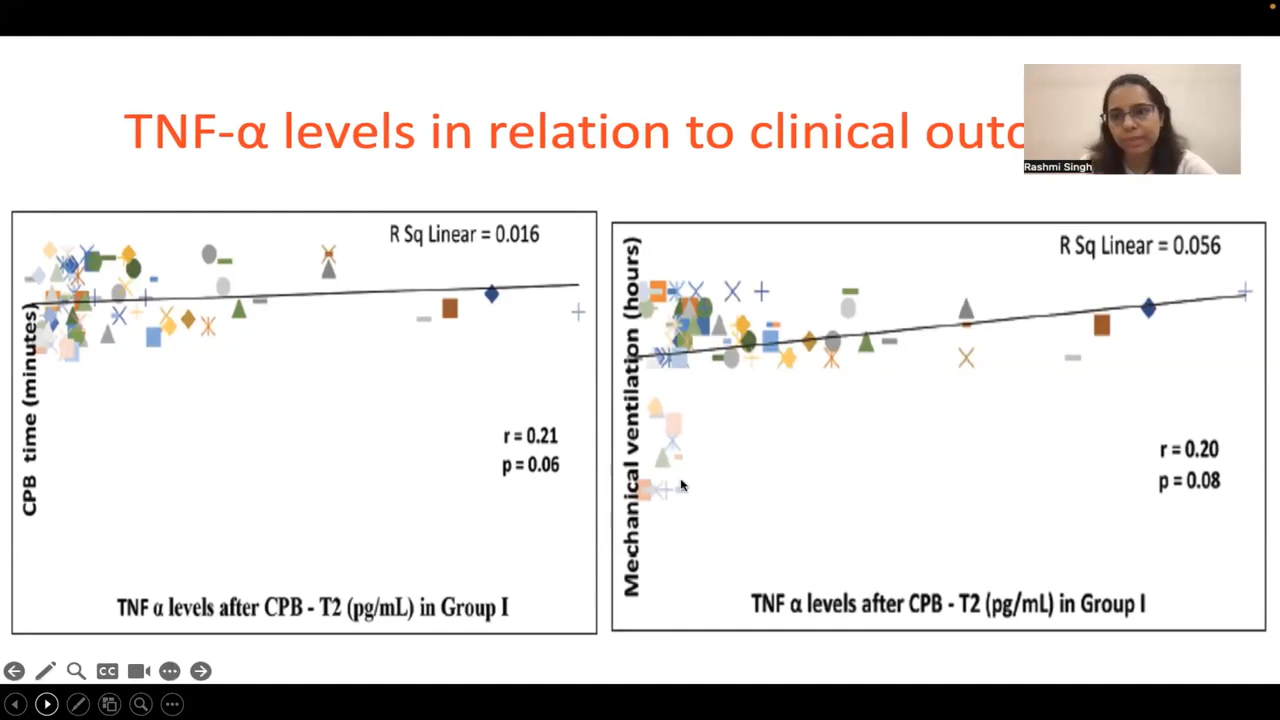 TNF-α levels in relation to clinical outc
Rashmi Singh
R Sq Linear = 0.016
CPB time (minutes)
r = 0.21
p = 0.06
TNF α levels after CPB - T2 (pg/mL) in Group I
R Sq Linear = 0.056
Mechanical ventilation (hours)
r = 0.20
p = 0.08
TNF α levels after CPB - T2 (pg/mL) in Group I
CC